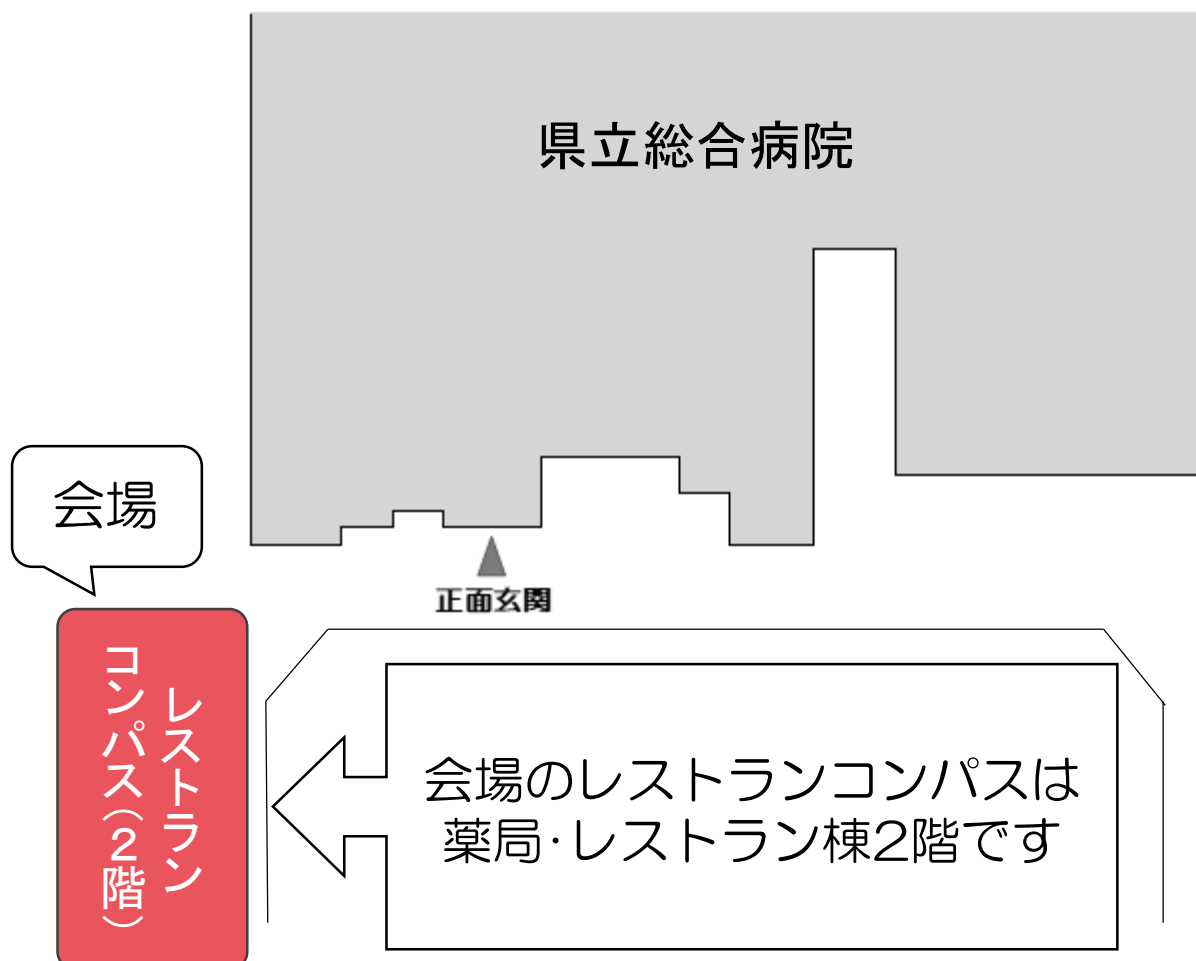 県立総合病院
会場
正面玄関
レストラン
コンパス(2階)
会場のレストランコンパスは
薬局・レストラン棟2階です